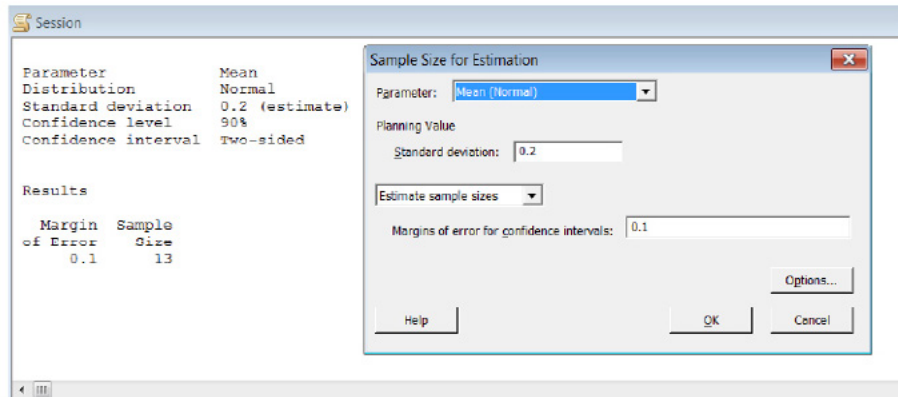 Session
Parameter Mean
Distribution Normal
Standard deviation 0.2 (estimate)
Confidence level 90%
Confidence interval Two-sided
Results
Margin Sample
of Error Size
0.1 13
Sample Size for Estimation
Parameter: Mean (Normal)
Planning Value
Standard deviation: 0.2
Estimate sample sizes
Margins of error for confidence intervals: 0.1
Options...
Help OK Cancel